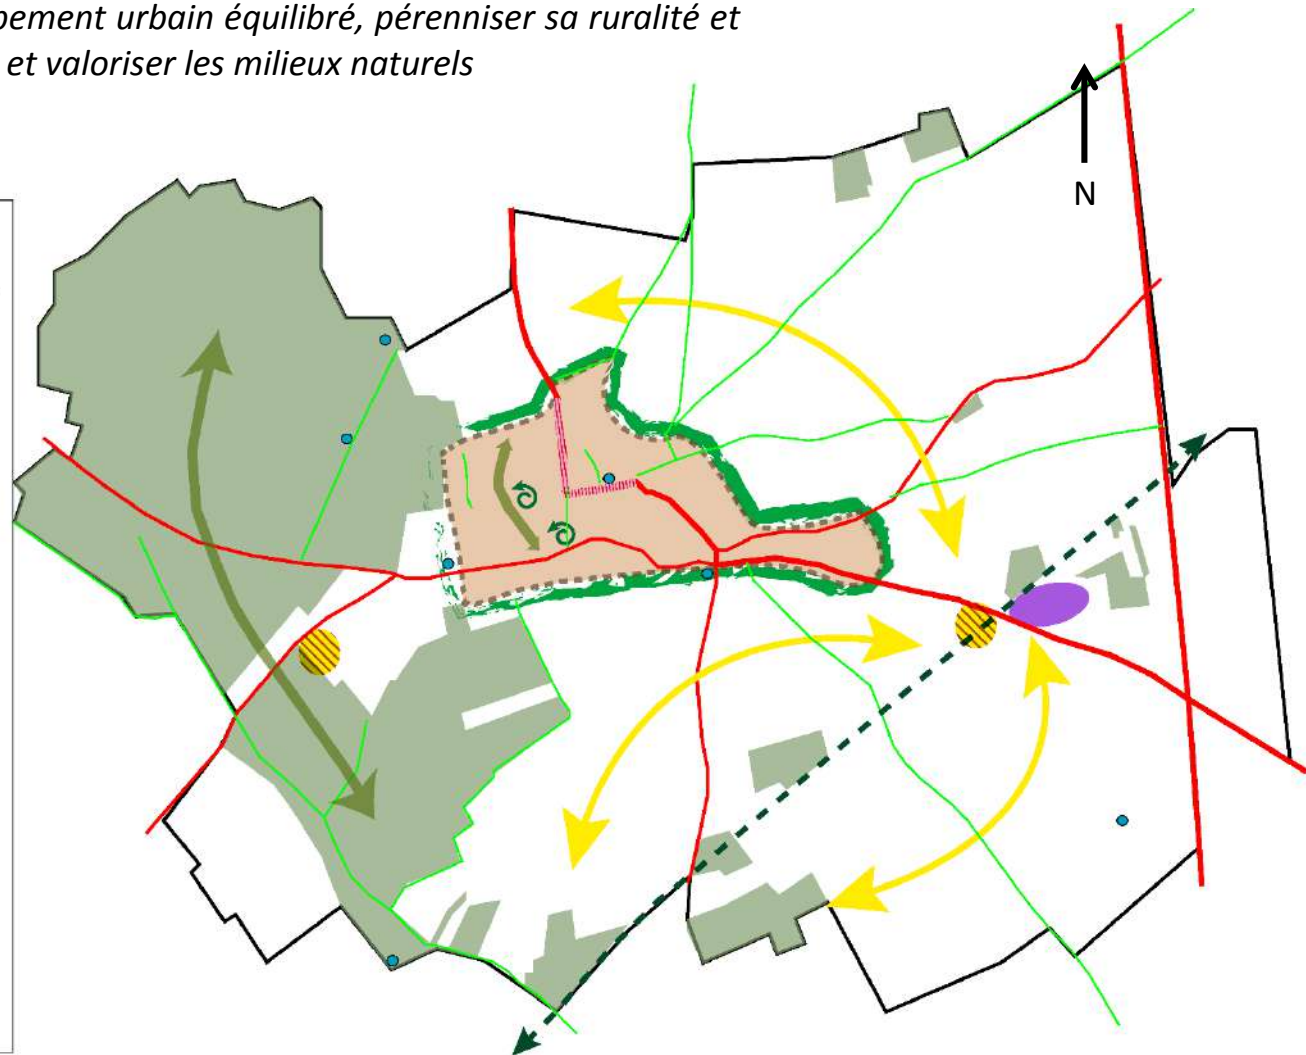 pement urbain équilibré, pérenniser sa ruralité et
et valoriser les milieux naturels
N